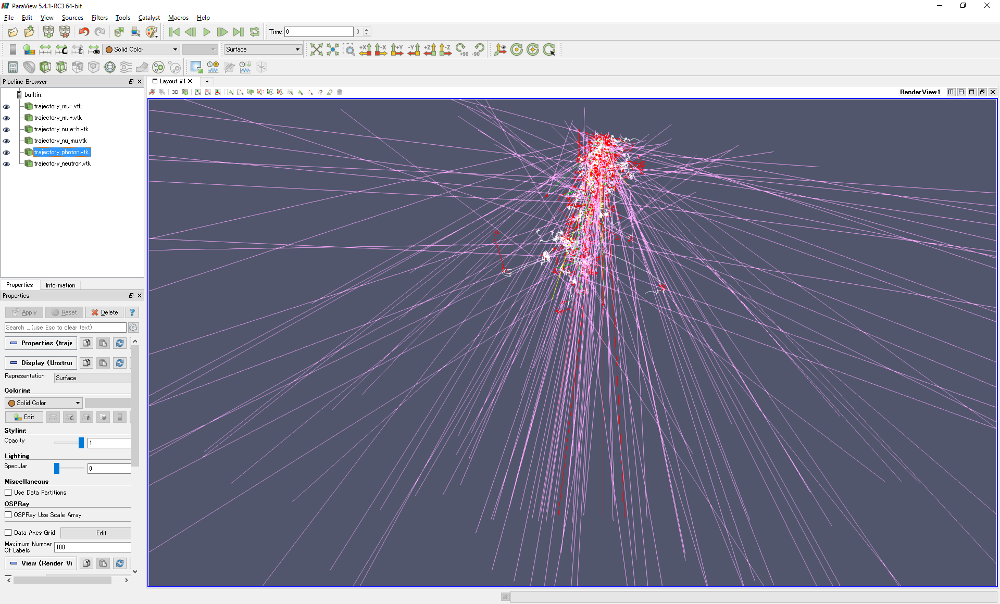 ParaView 5.4.1-RC3 64-bit
File Edit View Sources Filters Tools Catalyst Macros Help
Time: 0 0
Solid Color Surface +X -X +Y -Y +Z -Z +90 -90
Pipeline Browser
Layout #1 +
3D RenderView1
builtin:
trajectory_mu-.vtk
trajectory_mu+.vtk
trajectory_nu_e-b.vtk
trajectory_nu_mu.vtk
trajectory_photon.vtk
trajectory_neutron.vtk
Properties Information
Properties
Apply Reset Delete ?
Search ... (use Esc to clear text)
Properties (traje
Display (Unstru
Representation Surface
Coloring
Solid Color
Edit
Styling
Opacity 1
Lighting
Specular 0
Miscellaneous
Use Data Partitions
OSPRay
OSPRay Use Scale Array
Data Axes Grid Edit
Maximum Number
Of Labels 100
View (Render Vi